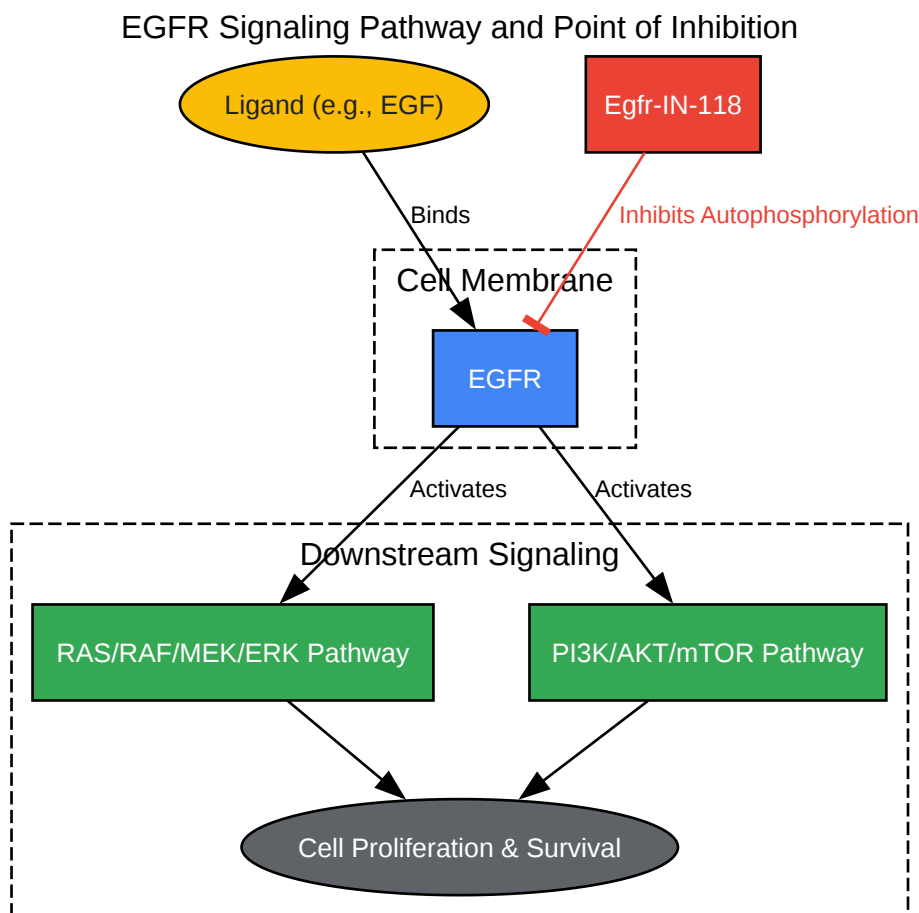 EGFR Signaling Pathway and Point of Inhibition
Ligand (e.g., EGF)
Egfr-IN-118
Binds
Inhibits Autophosphorylation
Cell Membrane
EGFR
Activates
Activates
Downstream Signaling
RAS/RAF/MEK/ERK Pathway
PI3K/AKT/mTOR Pathway
Cell Proliferation & Survival